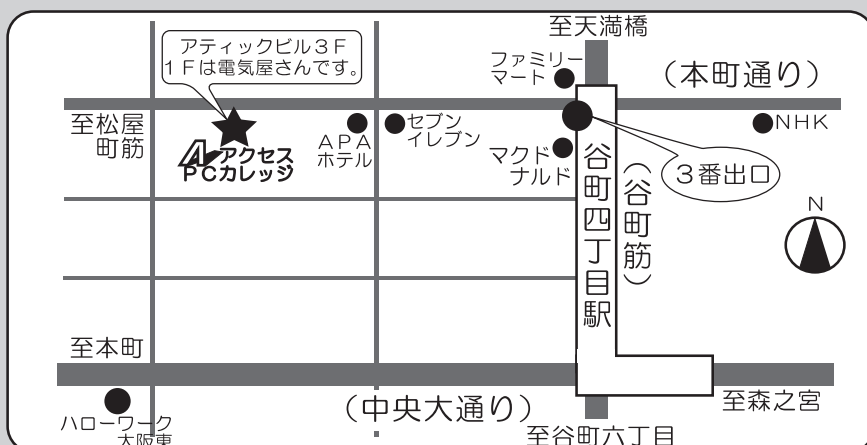 至天満橋
アティックビル３Ｆ
１Ｆは電気屋さんです。
ファミリー
マート
（本町通り）
至松屋
町筋
アクセス
PCカレッジ
ＡＰＡ
ホテル
セブン
イレブン
マクド
ナルド
NHK
３番出口
谷町四丁目駅
（谷町筋）
N
至本町
ハローワーク
大阪東
（中央大通り）
至森之宮
至谷町六丁目